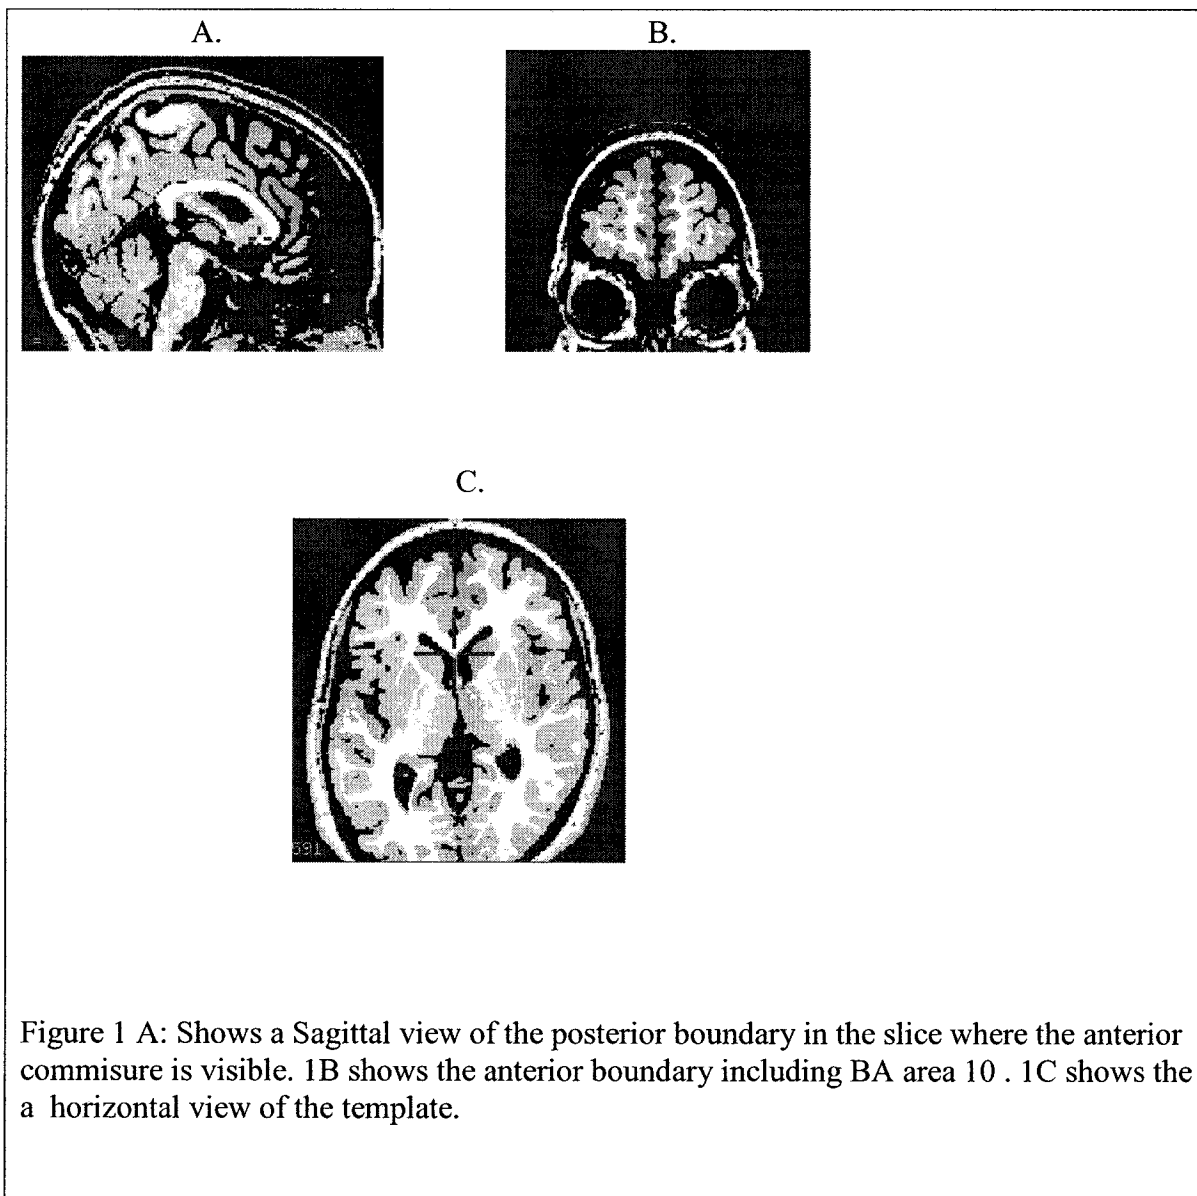 A.
B.
C.
591
Figure 1 A: Shows a Sagittal view of the posterior boundary in the slice where the anterior
commisure is visible. 1B shows the anterior boundary including BA area 10 . 1C shows the
a horizontal view of the template.